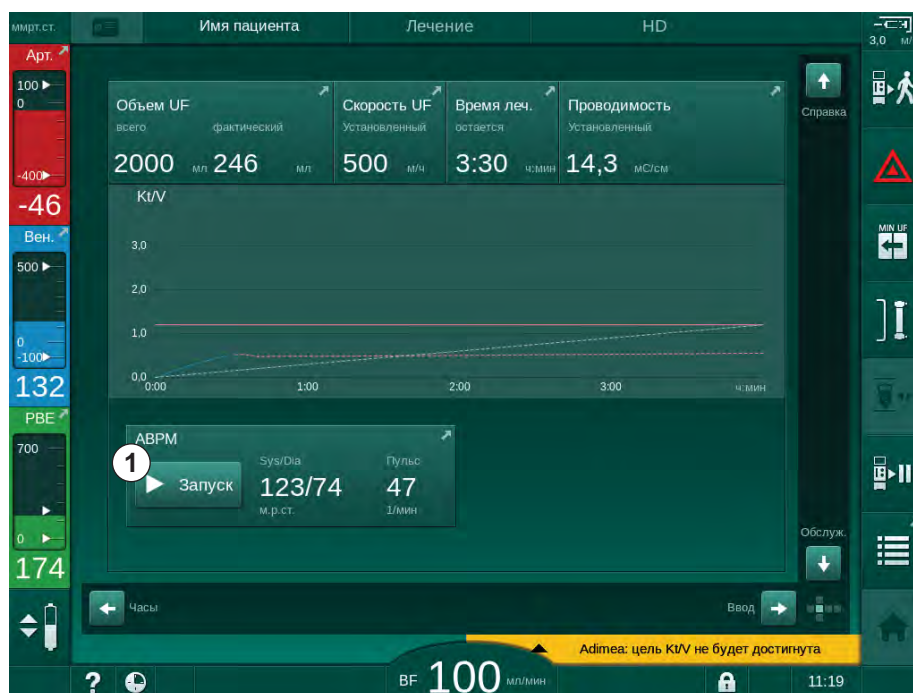 ммрт.ст.
Имя пациента
Лечение
HD
3,0 м/
Арт.
100
0
-400
-46
Вен.
500
0
-100
132
PBE
700
0
174
Объем UF
всего фактический
2000 мл 246 мл
Скорость UF
Установленный
500 м/ч
Время леч.
остается
3:30 ч:мин
Проводимость
Установленный
14,3 мС/см
Справка
MIN UF
Kt/V
3,0
2,0
1,0
0,0
0:00 1:00 2:00 3:00 ч:мин
ABPM
1
Запуск
Sys/Dia
123/74
м.р.ст.
Пульс
47
1/мин
Обслуж.
Часы
Ввод
Adimea: цель Kt/V не будет достигнута
?
BF 100 мл/мин
11:19